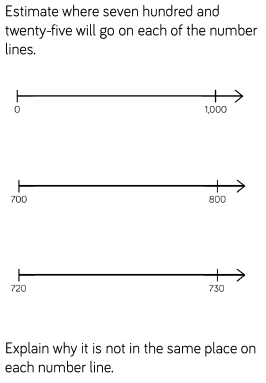 Estimate where seven hundred and
twenty-five will go on each of the number
lines.
0 1,000
700 800
720 730
Explain why it is not in the same place on
each number line.